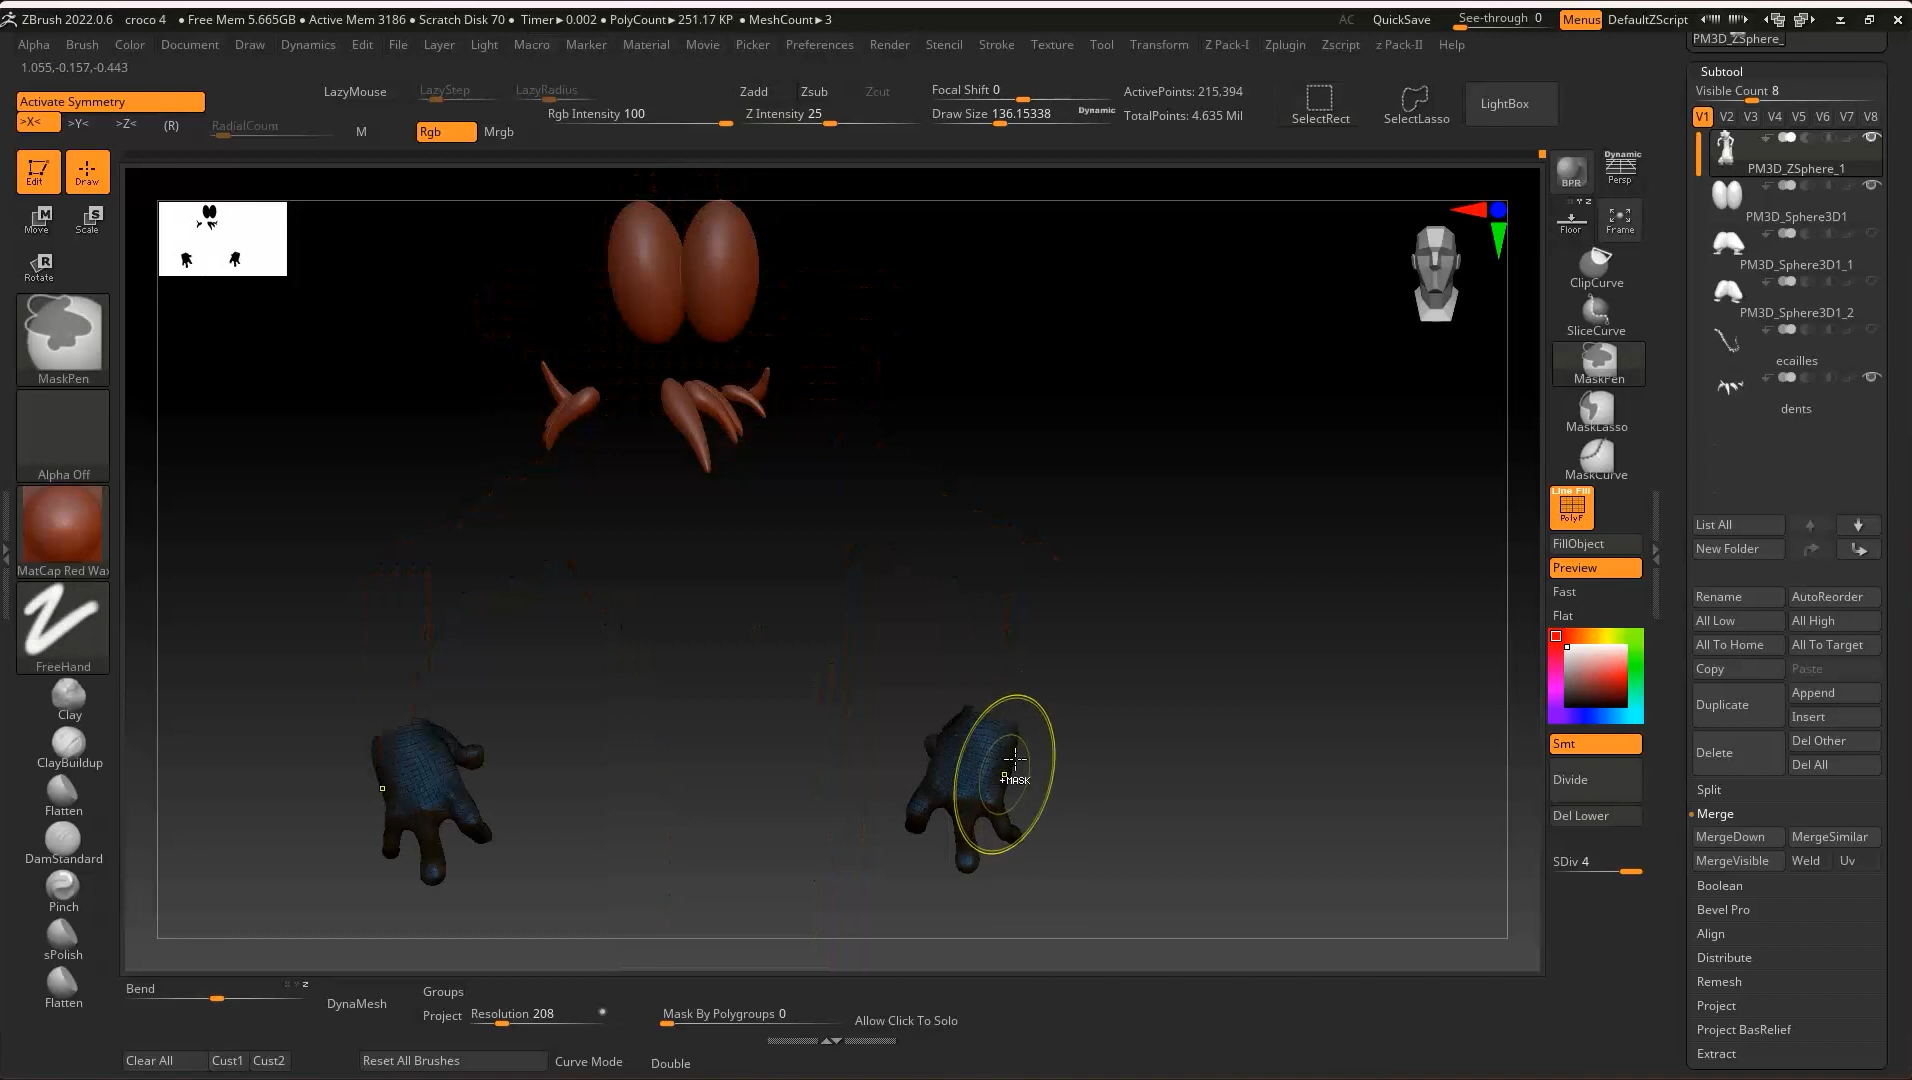 ZBrush 2022.0.6 croco 4 • Free Mem 5.665GB • Active Mem 3186 • Scratch Disk 70 • Timer►0.002 • PolyCount►251.17 KP • MeshCount►3
AC QuickSave See-through 0 Menus DefaultZScript
Alpha Brush Color Document Draw Dynamics Edit File Layer Light Macro Marker Material Movie Picker Preferences Render Stencil Stroke Texture Tool Transform Z Pack-I Zplugin Zscript z Pack-II Help
1.055,-0.157,-0.443
Activate Symmetry
>X< >Y< >Z< (R) RadialCount
LazyMouse LazyStep LazyRadius
Rgb Intensity 100
M Rgb Mrgb
Zadd Zsub Zcut
Z Intensity 25
Focal Shift 0
Draw Size 136.15338 Dynamic
ActivePoints: 215,394
TotalPoints: 4.635 Mil
SelectRect SelectLasso LightBox
Edit Draw
Move Scale
Rotate
MaskPen
Alpha Off
MatCap Red Wax
FreeHand
Clay
ClayBuildup
Flatten
DamStandard
Pinch
sPolish
Flatten
+MASK
BPR Dynamic Persp
X Y Z
Floor Frame
ClipCurve
SliceCurve
MaskPen
MaskLasso
MaskCurve
Line Fill
PolyF
FillObject
Preview
Fast
Flat
Smt
Divide
Del Lower
SDiv 4
PM3D_ZSphere_
Subtool
Visible Count 8
V1 V2 V3 V4 V5 V6 V7 V8
PM3D_ZSphere_1
PM3D_Sphere3D1
PM3D_Sphere3D1_1
PM3D_Sphere3D1_2
ecailles
dents
List All
New Folder
Rename AutoReorder
All Low All High
All To Home All To Target
Copy Paste
Duplicate Append
Insert
Delete Del Other
Del All
Split
Merge
MergeDown MergeSimilar
MergeVisible Weld Uv
Boolean
Bevel Pro
Align
Distribute
Remesh
Project
Project BasRelief
Extract
Bend X Y Z
DynaMesh
Groups
Project Resolution 208
Mask By Polygroups 0
Allow Click To Solo
Clear All Cust1 Cust2 Reset All Brushes Curve Mode Double